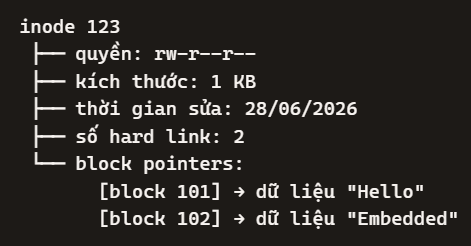 inode 123
├── quyền: rw-r--r--
├── kích thước: 1 KB
├── thời gian sửa: 28/06/2026
├── số hard link: 2
└── block pointers:
[block 101] → dữ liệu "Hello"
[block 102] → dữ liệu "Embedded"